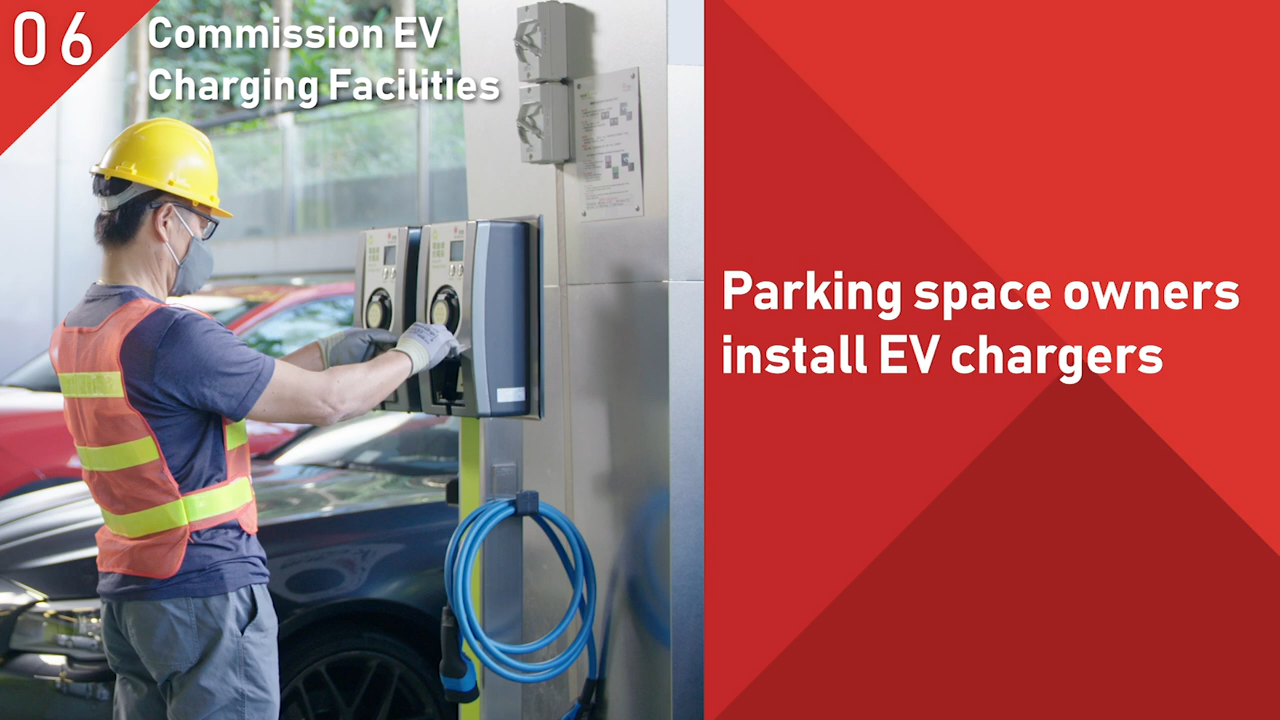 06
Commission EV
Charging Facilities
Parking space owners
install EV chargers